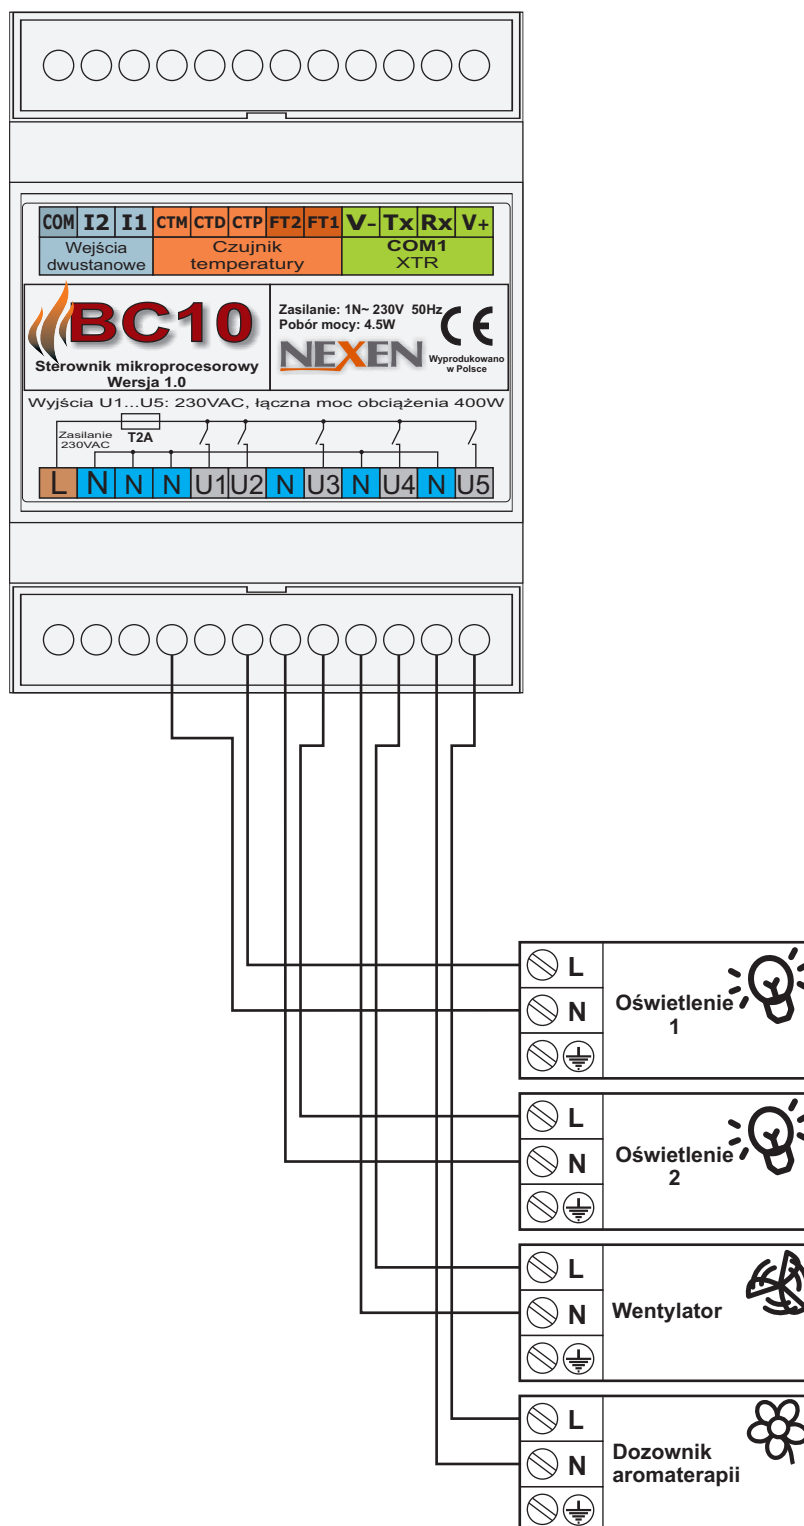 COM I2 I1 CTM CTD CTP FT2 FT1 V- Tx Rx V+
Wejścia dwustanowe
Czujnik temperatury
COM1 XTR
BC10
Sterownik mikroprocesorowy
Wersja 1.0
Zasilanie: 1N~ 230V 50Hz
Pobór mocy: 4.5W
CE
NEXEN
Wyprodukowano
w Polsce
Wyjścia U1...U5: 230VAC, łączna moc obciążenia 400W
Zasilanie
230VAC
T2A
L N N N U1 U2 N U3 N U4 N U5
L
N
Oświetlenie
1
L
N
Oświetlenie
2
L
N
Wentylator
L
N
Dozownik
aromaterapii